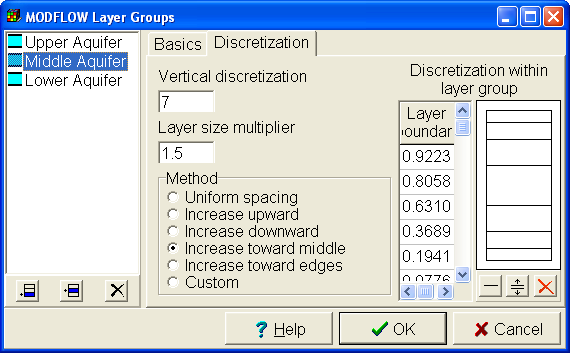 MODFLOW Layer Groups
Upper Aquifer
Middle Aquifer
Lower Aquifer
Basics
Discretization
Vertical discretization
7
Layer size multiplier
1.5
Method
Uniform spacing
Increase upward
Increase downward
Increase toward middle
Increase toward edges
Custom
Discretization within
layer group
Layer
oundar
0.9223
0.8058
0.6310
0.3689
0.1941
0.0776
? Help
OK
Cancel